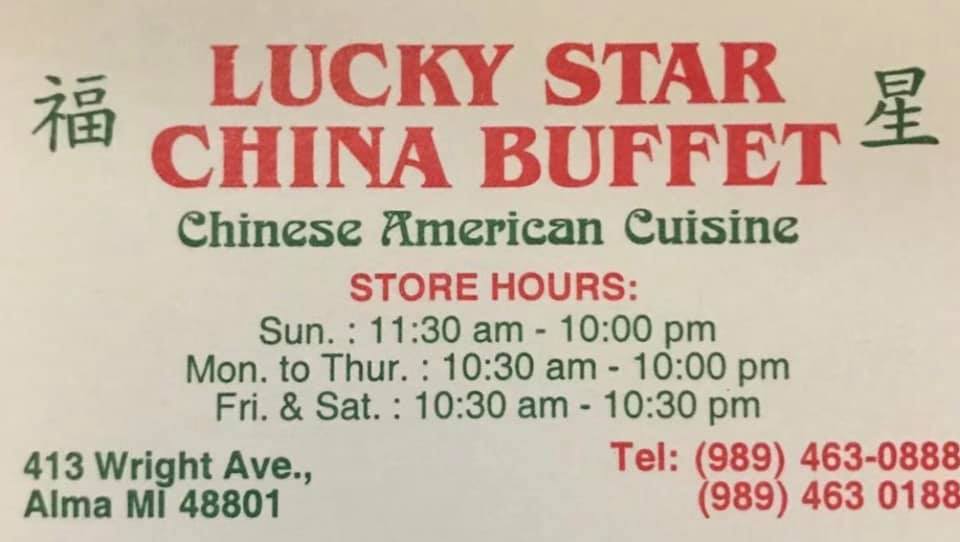 福 LUCKY STAR 星
CHINA BUFFET
Chinese American Cuisine
STORE HOURS:
Sun. : 11:30 am - 10:00 pm
Mon. to Thur. : 10:30 am - 10:00 pm
Fri. & Sat. : 10:30 am - 10:30 pm
413 Wright Ave.,
Alma MI 48801
Tel: (989) 463-0888
(989) 463 0188